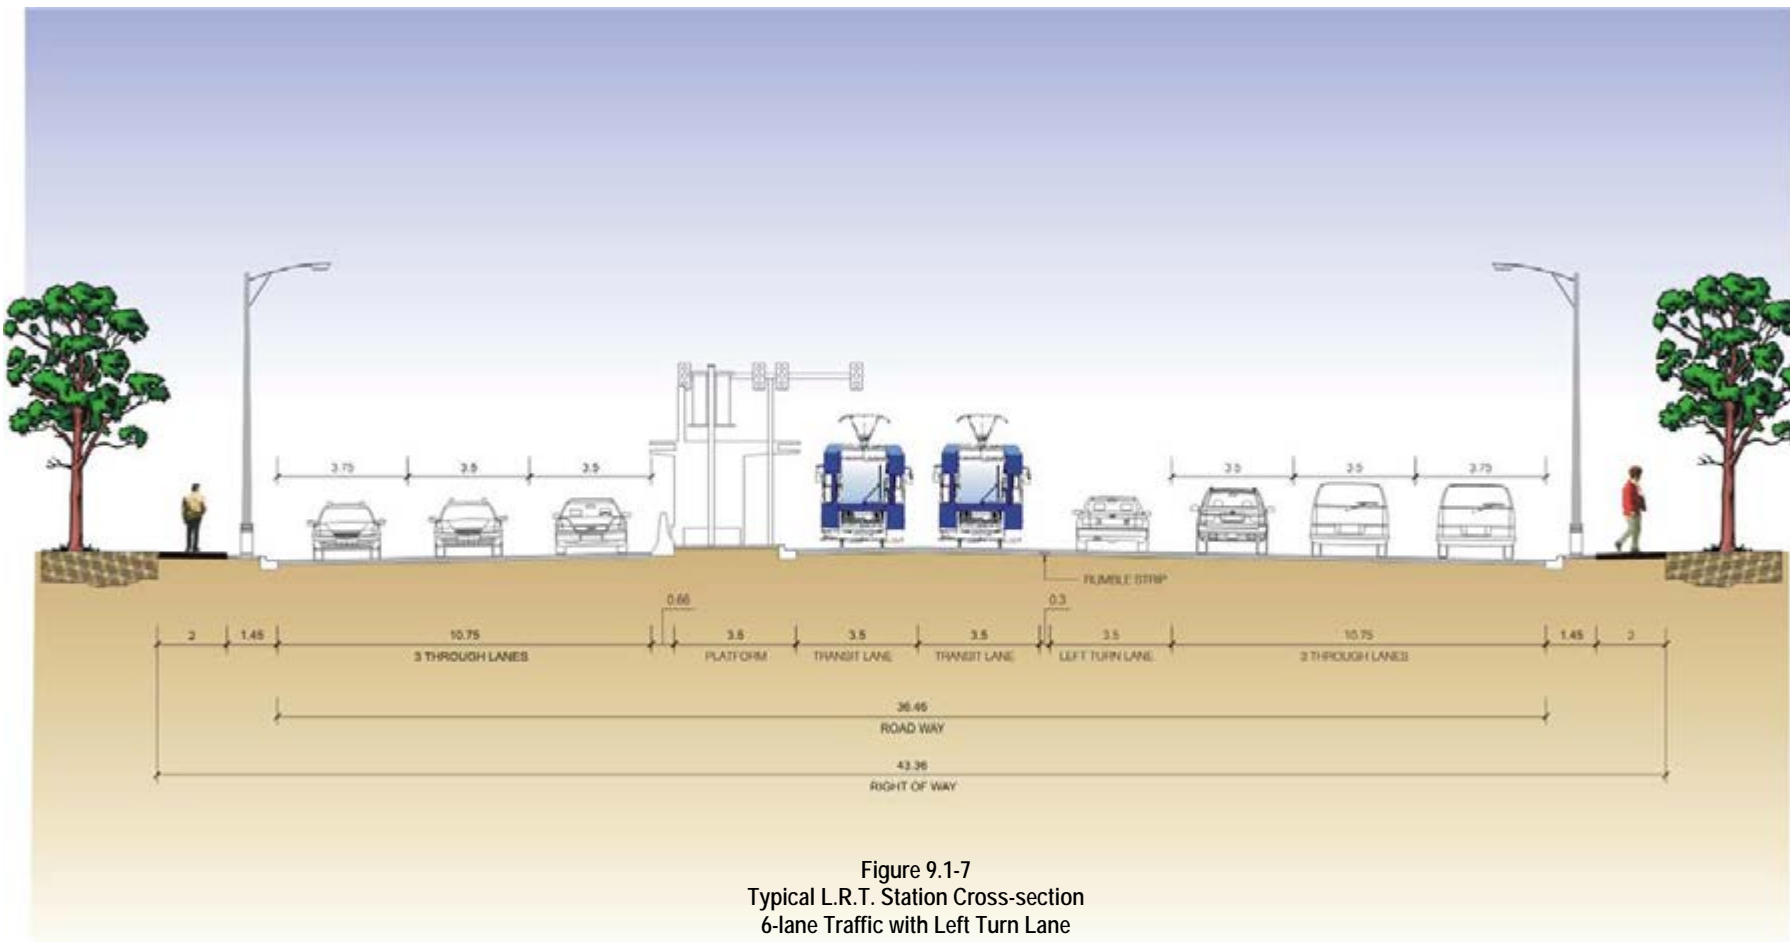 3.75 3.5 3.5 3.5 3.5 3.75
RUMBLE STRIP
0.66 0.3
2 1.45 10.75 3.5 3.5 3.5 3.5 10.75 1.45 2
3 THROUGH LANES PLATFORM TRANSIT LANE TRANSIT LANE LEFT TURN LANE 3 THROUGH LANES
36.46
ROAD WAY
43.36
RIGHT OF WAY
Figure 9.1-7
Typical L.R.T. Station Cross-section
6-lane Traffic with Left Turn Lane